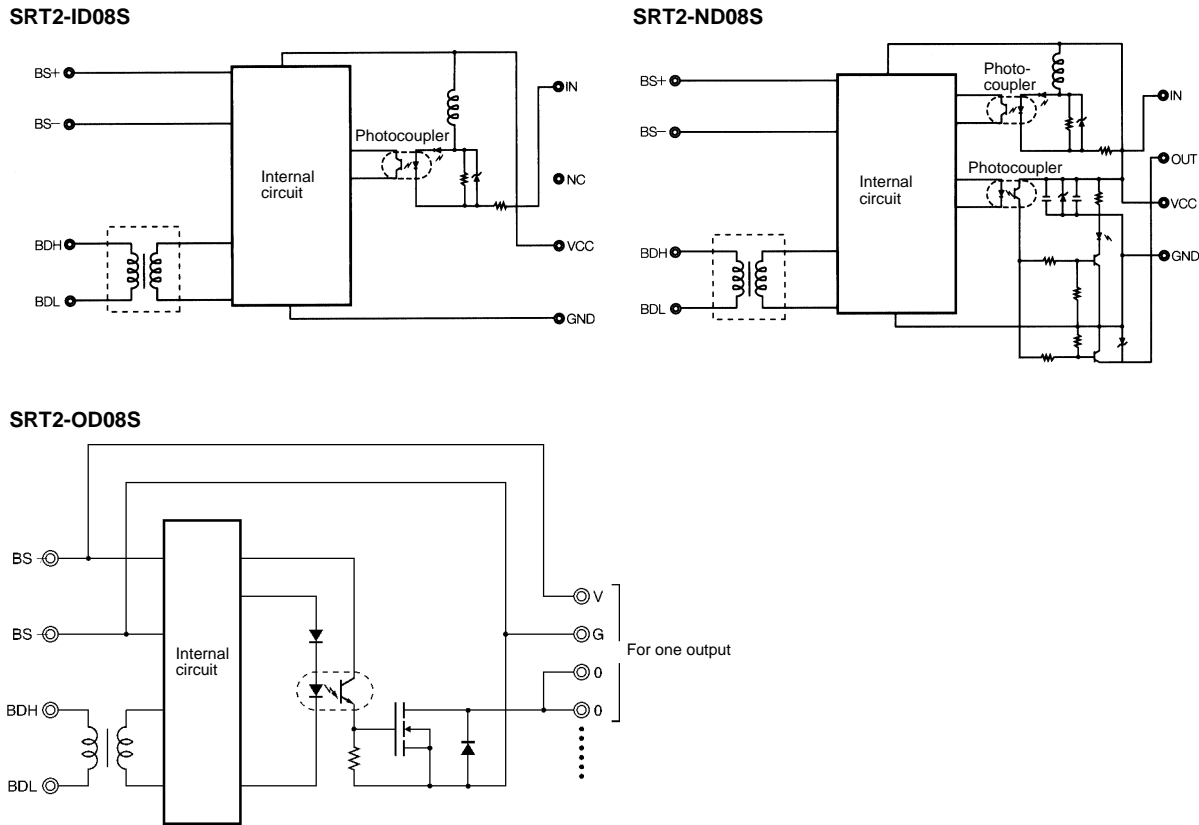 SRT2-ID08S
BS+
BS−
BDH
BDL
Internal
circuit
Photocoupler
IN
NC
VCC
GND
SRT2-ND08S
BS+
BS−
BDH
BDL
Internal
circuit
Photo-
coupler
Photocoupler
IN
OUT
VCC
GND
SRT2-OD08S
BS
BS
BDH
BDL
Internal
circuit
V
G
0
0
For one output